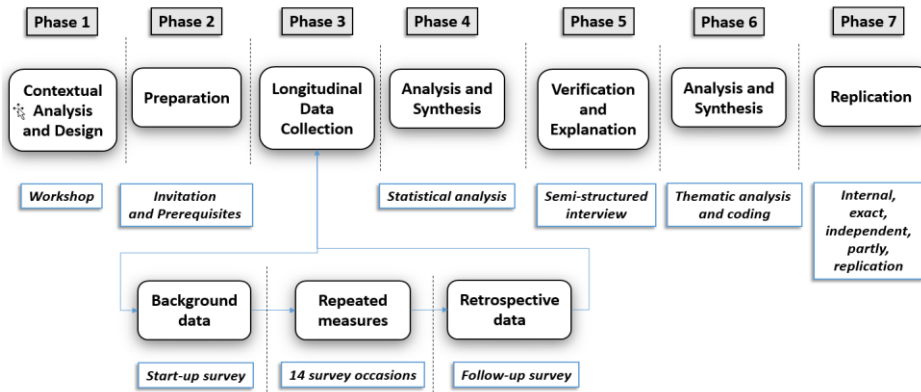 Phase 1
Phase 2
Phase 3
Phase 4
Phase 5
Phase 6
Phase 7
Contextual
Analysis
and Design
Preparation
Longitudinal
Data
Collection
Analysis and
Synthesis
Verification
and
Explanation
Analysis and
Synthesis
Replication
Workshop
Invitation
and Prerequisites
Statistical analysis
Semi-structured
interview
Thematic analysis
and coding
Internal,
exact,
independent,
partly,
replication
Background
data
Repeated
measures
Retrospective
data
Start-up survey
14 survey occasions
Follow-up survey